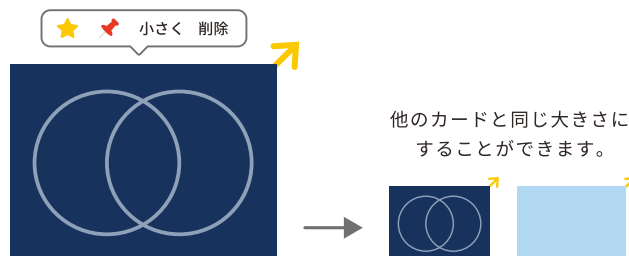 小さく 削除
他のカードと同じ大きさに
することができます。